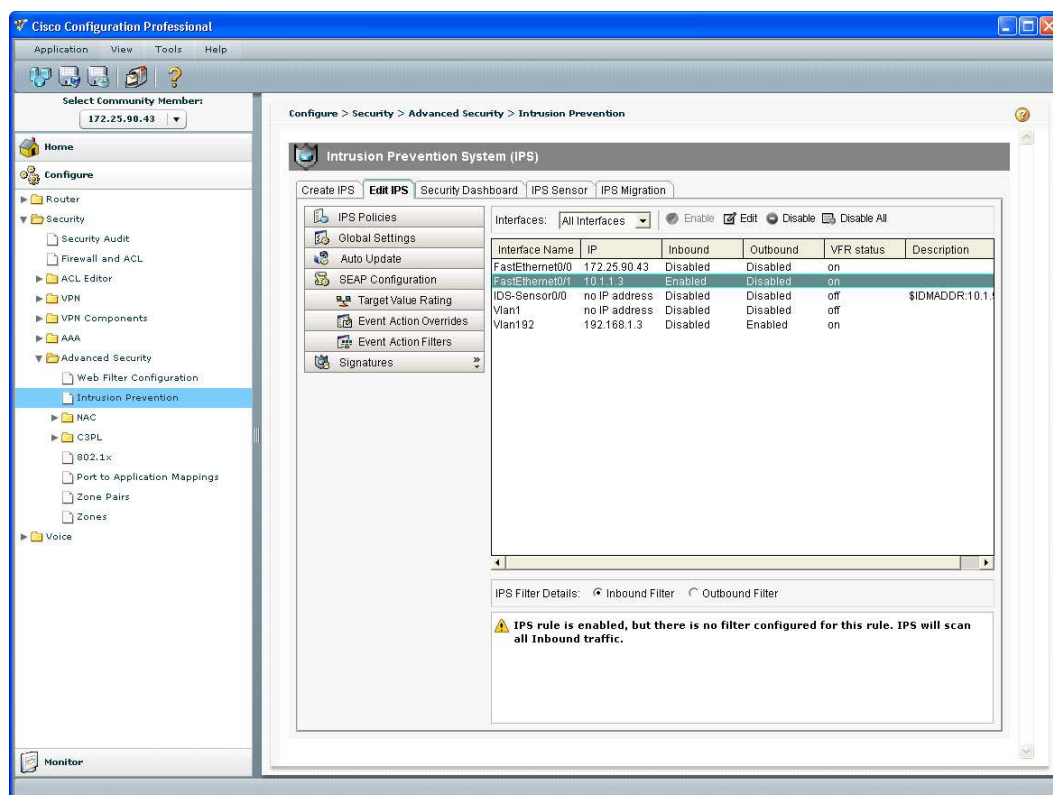 Cisco Configuration Professional
Application View Tools Help
Select Community Member:
172.25.90.43
Home
Configure
Router
Security
Security Audit
Firewall and ACL
ACL Editor
VPN
VPN Components
AAA
Advanced Security
Web Filter Configuration
Intrusion Prevention
NAC
C3PL
802.1x
Port to Application Mappings
Zone Pairs
Zones
Voice
Monitor
Configure > Security > Advanced Security > Intrusion Prevention
Intrusion Prevention System (IPS)
Create IPS Edit IPS Security Dashboard IPS Sensor IPS Migration
IPS Policies
Global Settings
Auto Update
SEAP Configuration
Target Value Rating
Event Action Overrides
Event Action Filters
Signatures
Interfaces: All Interfaces Enable Edit Disable Disable All
Interface Name IP Inbound Outbound VFR status Description
FastEthernet0/0 172.25.90.43 Disabled Disabled on
FastEthernet0/1 10.1.1.3 Enabled Disabled on
IDS-Sensor0/0 no IP address Disabled Disabled off $IDMADDR:10.1.
Vlan1 no IP address Disabled Disabled off
Vlan192 192.168.1.3 Disabled Enabled on
IPS Filter Details: Inbound Filter Outbound Filter
IPS rule is enabled, but there is no filter configured for this rule. IPS will scan
all Inbound traffic.